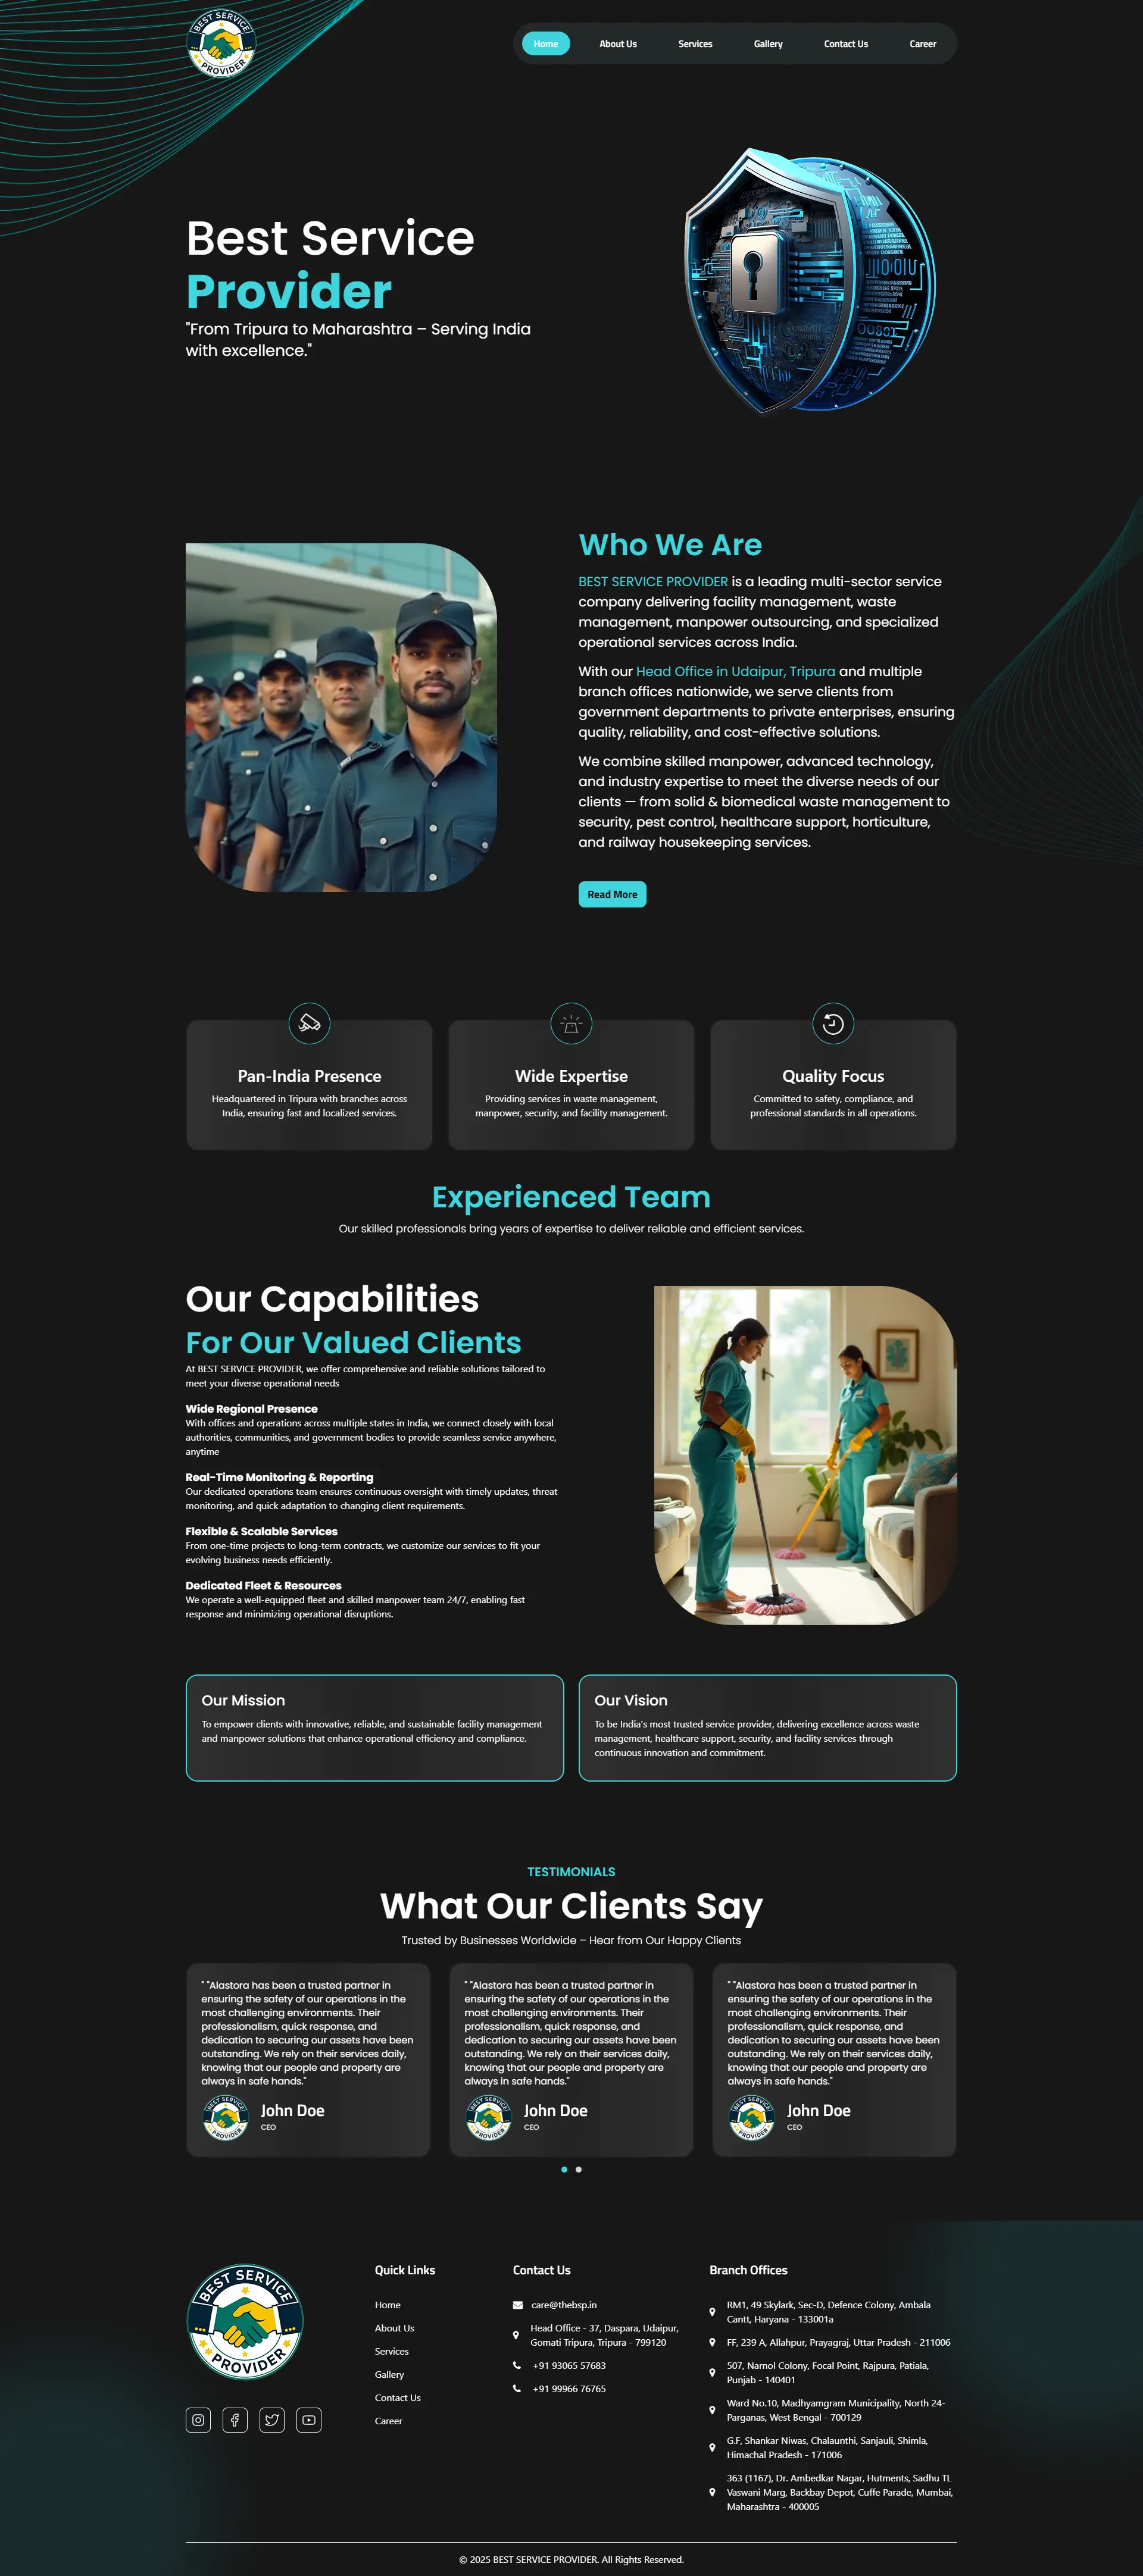 BEST SERVICE
PROVIDER
Home
About Us
Services
Gallery
Contact Us
Career
Best Service
Provider
"From Tripura to Maharashtra – Serving India
with excellence."
Who We Are
BEST SERVICE PROVIDER is a leading multi-sector service
company delivering facility management, waste
management, manpower outsourcing, and specialized
operational services across India.
With our Head Office in Udaipur, Tripura and multiple
branch offices nationwide, we serve clients from
government departments to private enterprises, ensuring
quality, reliability, and cost-effective solutions.
We combine skilled manpower, advanced technology,
and industry expertise to meet the diverse needs of our
clients — from solid & biomedical waste management to
security, pest control, healthcare support, horticulture,
and railway housekeeping services.
Read More
Pan-India Presence
Headquartered in Tripura with branches across
India, ensuring fast and localized services.
Wide Expertise
Providing services in waste management,
manpower, security, and facility management.
Quality Focus
Committed to safety, compliance, and
professional standards in all operations.
Experienced Team
Our skilled professionals bring years of expertise to deliver reliable and efficient services.
Our Capabilities
For Our Valued Clients
At BEST SERVICE PROVIDER, we offer comprehensive and reliable solutions tailored to
meet your diverse operational needs
Wide Regional Presence
With offices and operations across multiple states in India, we connect closely with local
authorities, communities, and government bodies to provide seamless service anywhere,
anytime
Real-Time Monitoring & Reporting
Our dedicated operations team ensures continuous oversight with timely updates, threat
monitoring, and quick adaptation to changing client requirements.
Flexible & Scalable Services
From one-time projects to long-term contracts, we customize our services to fit your
evolving business needs efficiently.
Dedicated Fleet & Resources
We operate a well-equipped fleet and skilled manpower team 24/7, enabling fast
response and minimizing operational disruptions.
Our Mission
To empower clients with innovative, reliable, and sustainable facility management
and manpower solutions that enhance operational efficiency and compliance.
Our Vision
To be India's most trusted service provider, delivering excellence across waste
management, healthcare support, security, and facility services through
continuous innovation and commitment.
TESTIMONIALS
What Our Clients Say
Trusted by Businesses Worldwide – Hear from Our Happy Clients
" "Alastora has been a trusted partner in
ensuring the safety of our operations in the
most challenging environments. Their
professionalism, quick response, and
dedication to securing our assets have been
outstanding. We rely on their services daily,
knowing that our people and property are
always in safe hands."
BEST SERVICE
PROVIDER
John Doe
CEO
" "Alastora has been a trusted partner in
ensuring the safety of our operations in the
most challenging environments. Their
professionalism, quick response, and
dedication to securing our assets have been
outstanding. We rely on their services daily,
knowing that our people and property are
always in safe hands."
BEST SERVICE
PROVIDER
John Doe
CEO
" "Alastora has been a trusted partner in
ensuring the safety of our operations in the
most challenging environments. Their
professionalism, quick response, and
dedication to securing our assets have been
outstanding. We rely on their services daily,
knowing that our people and property are
always in safe hands."
BEST SERVICE
PROVIDER
John Doe
CEO
BEST SERVICE
PROVIDER
Quick Links
Home
About Us
Services
Gallery
Contact Us
Career
Contact Us
care@thebsp.in
Head Office - 37, Daspara, Udaipur,
Gomati Tripura, Tripura - 799120
+91 93065 57683
+91 99966 76765
Branch Offices
RM1, 49 Skylark, Sec-D, Defence Colony, Ambala
Cantt, Haryana - 133001a
FF, 239 A, Allahpur, Prayagraj, Uttar Pradesh - 211006
507, Narnol Colony, Focal Point, Rajpura, Patiala,
Punjab - 140401
Ward No.10, Madhyamgram Municipality, North 24-
Parganas, West Bengal - 700129
G.F, Shankar Niwas, Chalaunthi, Sanjauli, Shimla,
Himachal Pradesh - 171006
363 (1167), Dr. Ambedkar Nagar, Hutments, Sadhu TL
Vaswani Marg, Backbay Depot, Cuffe Parade, Mumbai,
Maharashtra - 400005
© 2025 BEST SERVICE PROVIDER. All Rights Reserved.